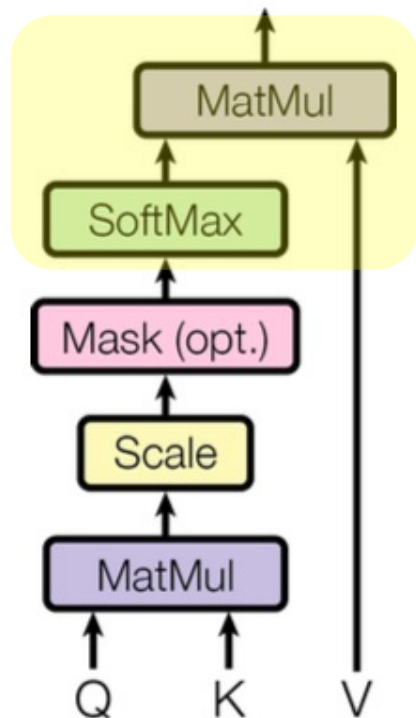 MatMul
SoftMax
Mask (opt.)
Scale
MatMul
Q K V